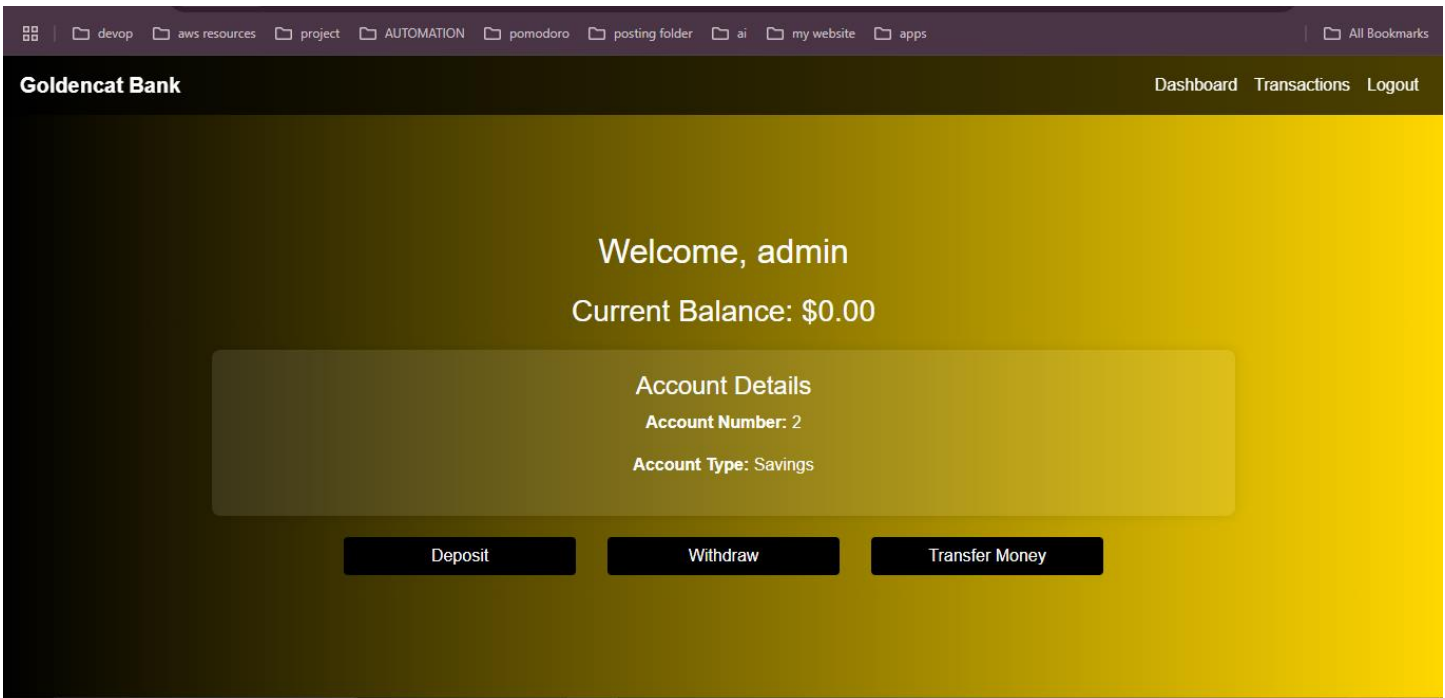 devop aws resources project AUTOMATION pomodoro posting folder ai my website apps All Bookmarks
Goldencat Bank Dashboard Transactions Logout
Welcome, admin
Current Balance: $0.00
Account Details
Account Number: 2
Account Type: Savings
Deposit Withdraw Transfer Money